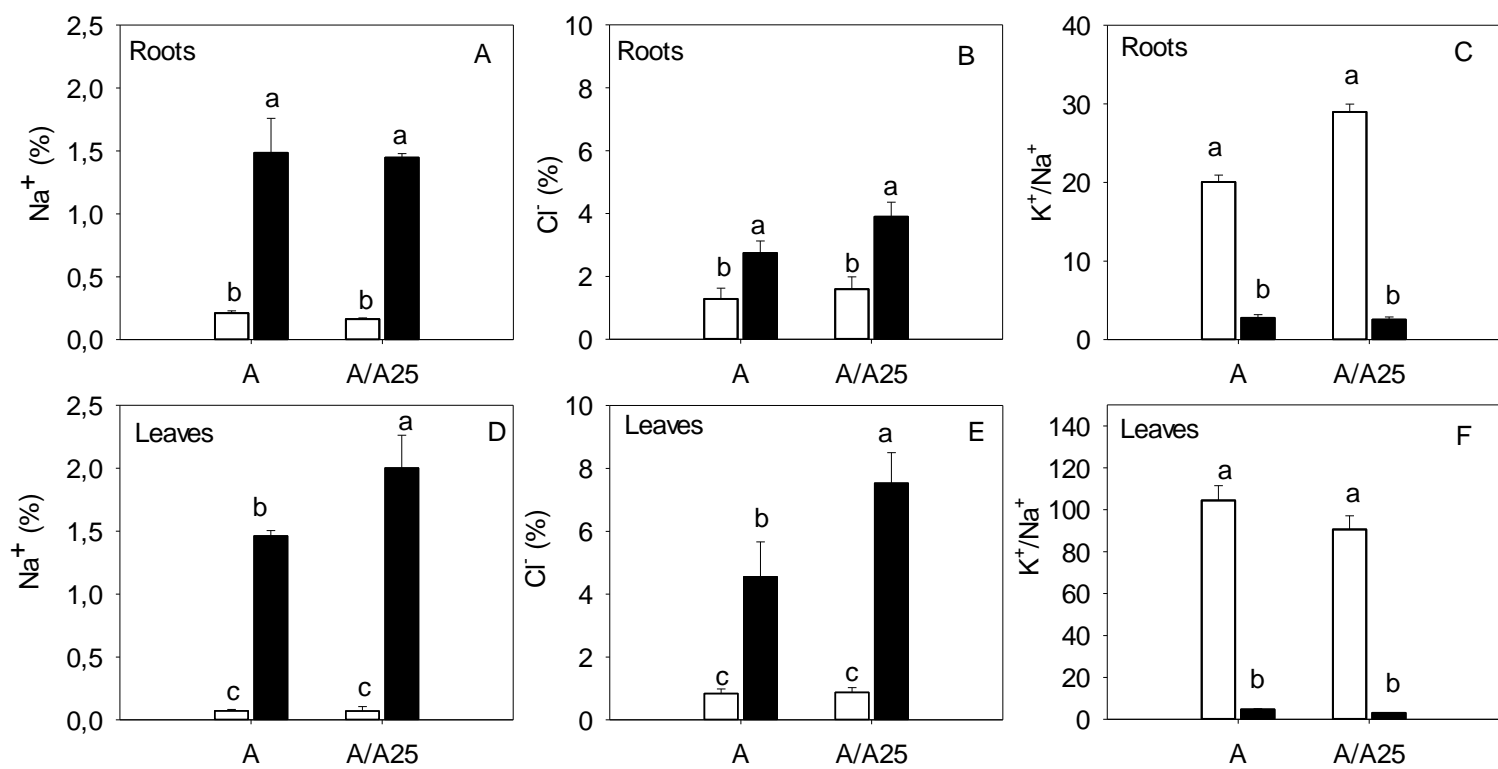 Roots A
Na+ (%)
2,5
2,0
1,5
1,0
0,5
0,0
b a b a
A A/A25
Roots B
Cl- (%)
10
8
6
4
2
0
b a b a
A A/A25
Roots C
K+/Na+
40
30
20
10
0
a b a b
A A/A25
Leaves D
Na+ (%)
2,5
2,0
1,5
1,0
0,5
0,0
c b c a
A A/A25
Leaves E
Cl- (%)
10
8
6
4
2
0
c b c a
A A/A25
Leaves F
K+/Na+
140
120
100
80
60
40
20
0
a b a b
A A/A25